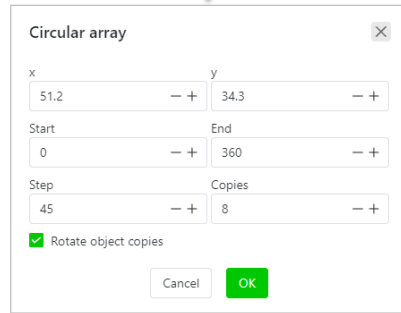 Circular array
x y
51.2 34.3
Start End
0 360
Step Copies
45 8
Rotate object copies
Cancel OK